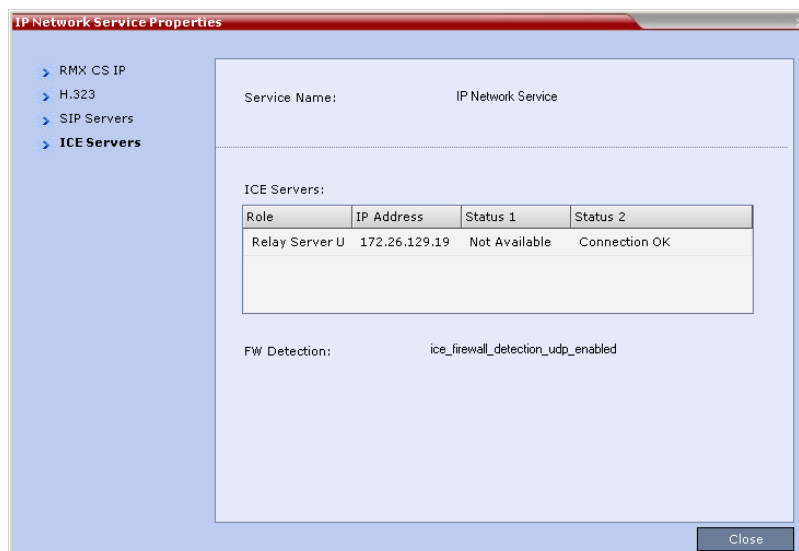 IP Network Service Properties
RMX CS IP
H.323
SIP Servers
ICE Servers
Service Name: IP Network Service
ICE Servers:
Role IP Address Status 1 Status 2
Relay Server U 172.26.129.19 Not Available Connection OK
FW Detection: ice_firewall_detection_udp_enabled
Close